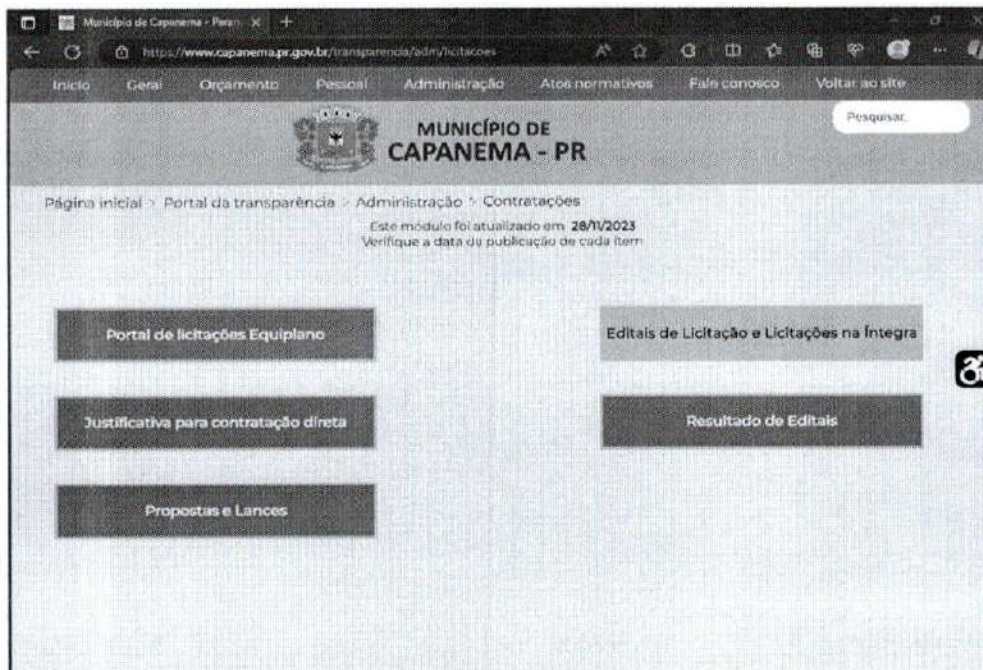 Município de Capanema - Paran
https://www.capanema.pr.gov.br/transparencia/adm/licitacoes
Início Geral Orçamento Pessoal Administração Atos normativos Fale conosco Voltar ao site
MUNICÍPIO DE
CAPANEMA - PR
Pesquisar.
Página inicial > Portal da transparência > Administração > Contratações
Este módulo foi atualizado em 28/11/2023
Verifique a data da publicação de cada item
Portal de licitações Equiplano
Editais de Licitação e Licitações na Íntegra
Justificativa para contratação direta
Resultado de Editais
Propostas e Lances